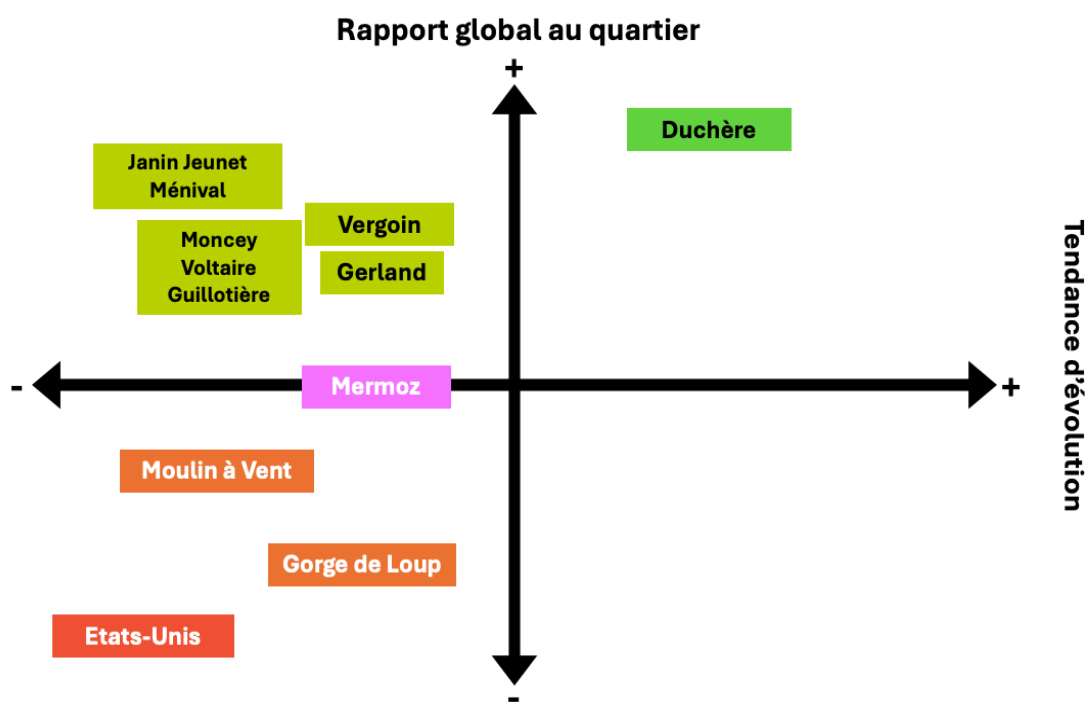 Rapport global au quartier
+
Duchère
Janin Jeunet
Ménival
Vergoin
Moncey
Voltaire
Guillotière
Gerland
Tendance d'évolution
-
Mermoz
+
Moulin à Vent
Gorge de Loup
Etats-Unis
-